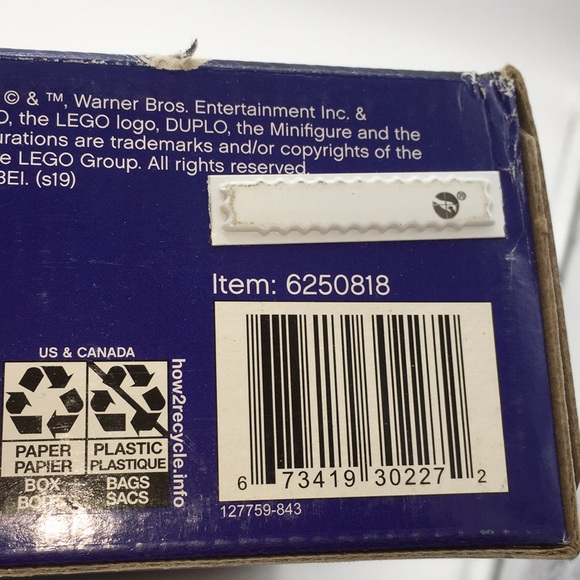 © & ™, Warner Bros. Entertainment Inc. &
O, the LEGO logo, DUPLO, the Minifigure and the
urations are trademarks and/or copyrights of the
e LEGO Group. All rights reserved.
BEI. (s19)
Item: 6250818
US & CANADA
PAPER
PAPIER
BOX
PLASTIC
PLASTIQUE
BAGS
SACS
how2recycle.info
6 73419 30227 2
127759-843